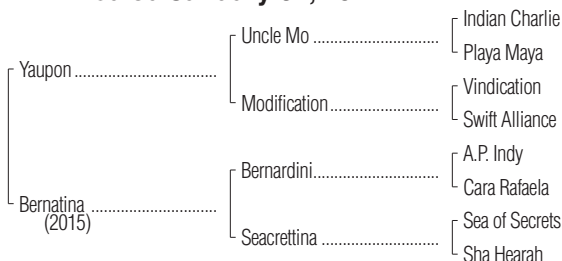 Indian Charlie
Uncle Mo
Playa Maya
Yaupon
Vindication
Modification
Swift Alliance
A.P. Indy
Bernardini
Cara Rafaela
Bernatina
(2015)
Sea of Secrets
Seacrettina
Sha Hearah